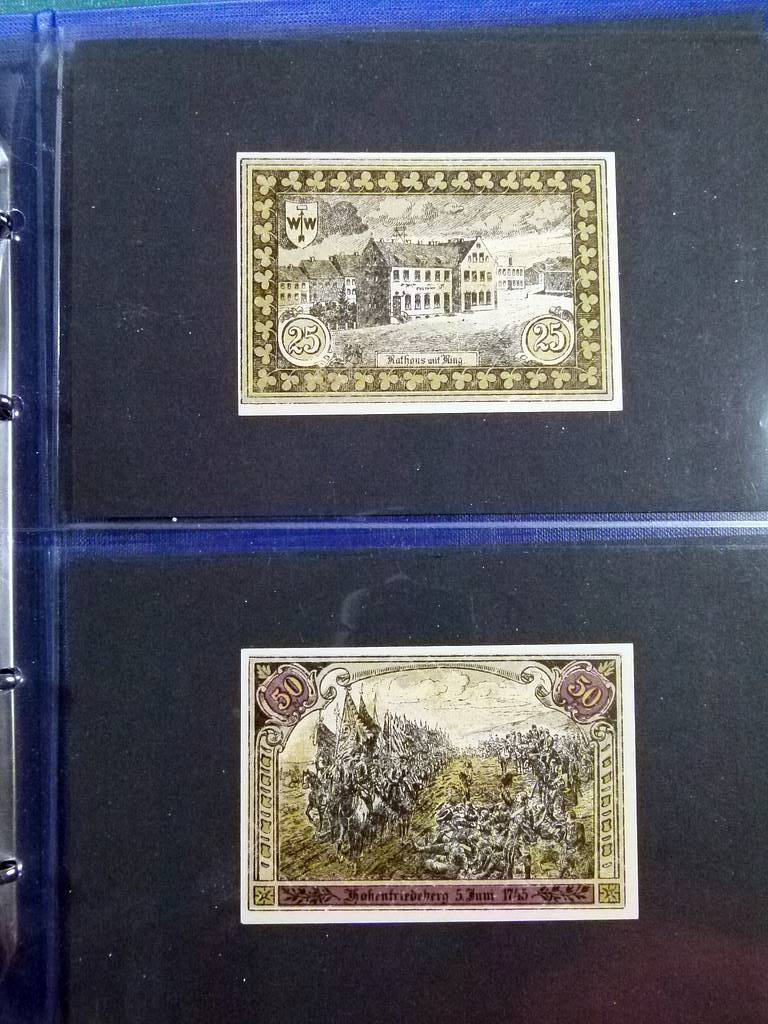 W W
25 25
Rathaus mit Ring
50 50
Hohenfriedeberg 5. Juni 1745